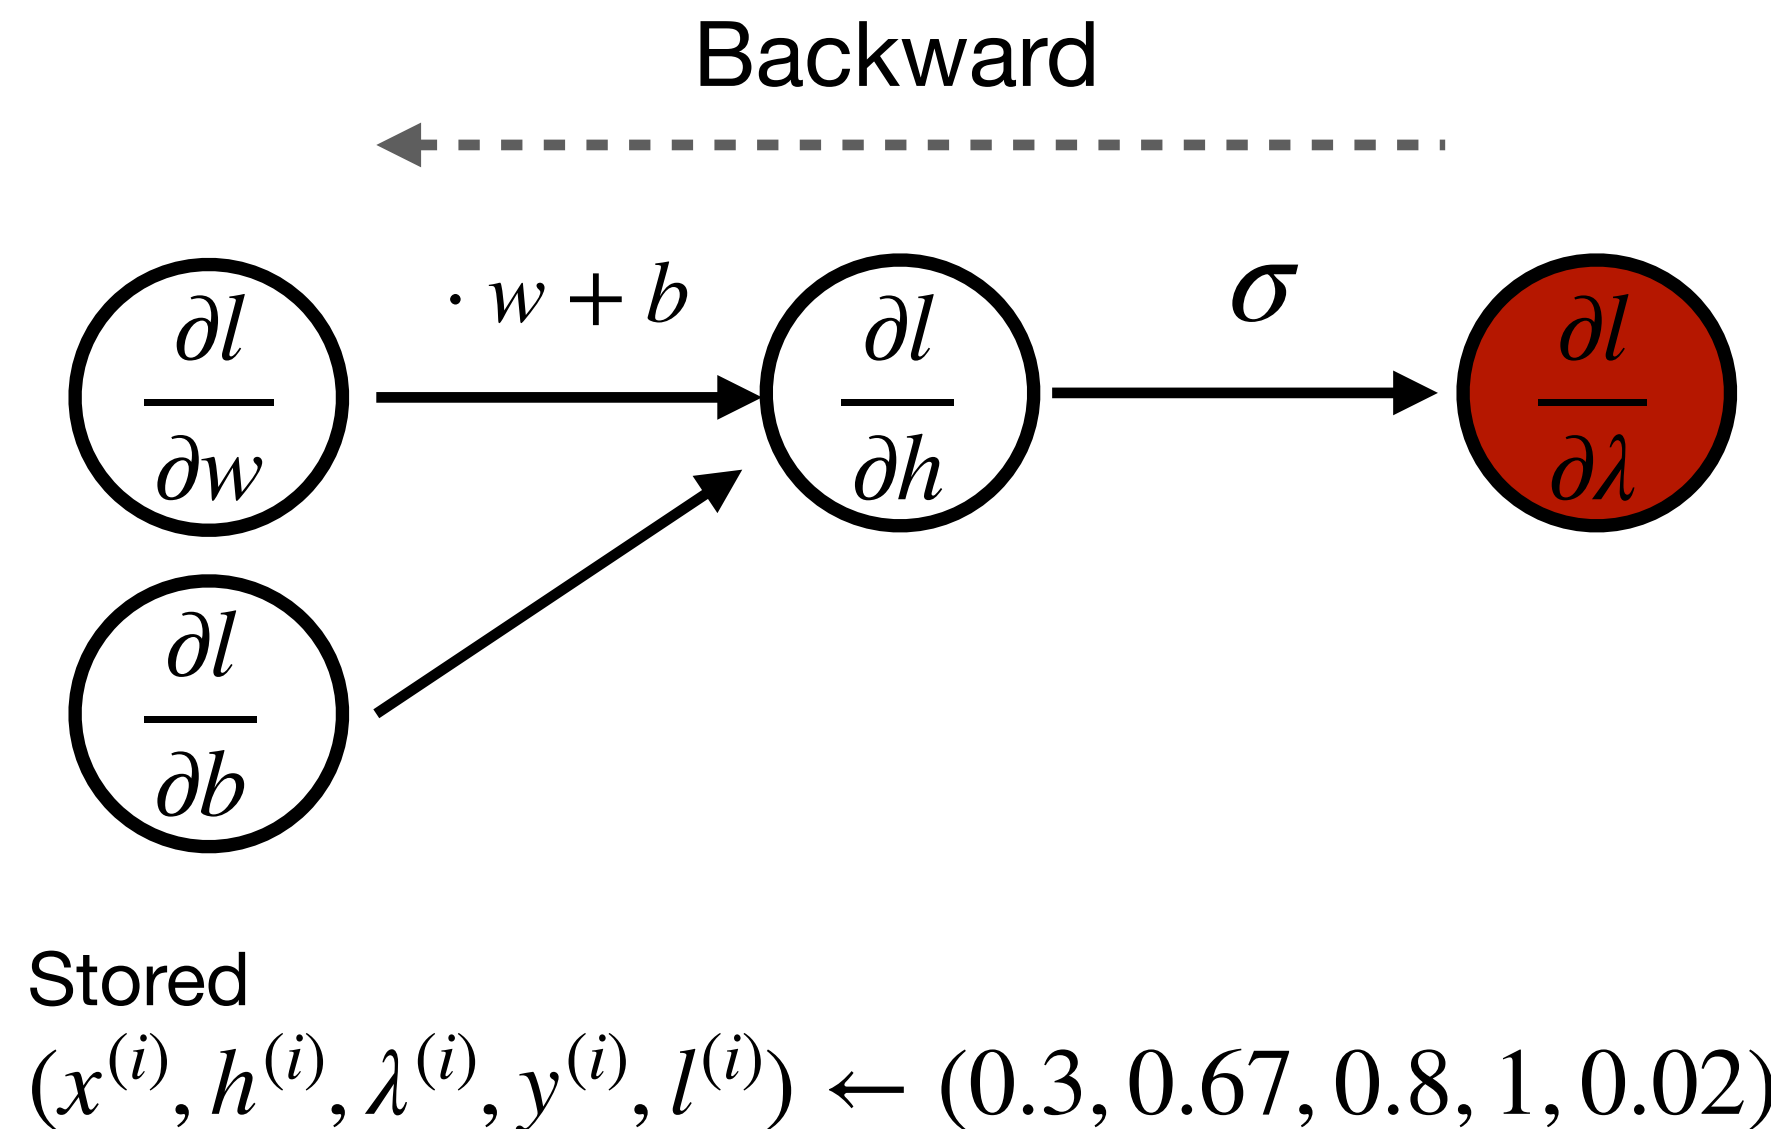 Backward
∂l/∂w
· w + b
∂l/∂h
σ
∂l/∂λ
∂l/∂b
Stored
(x^(i), h^(i), λ^(i), y^(i), l^(i)) ← (0.3, 0.67, 0.8, 1, 0.02)